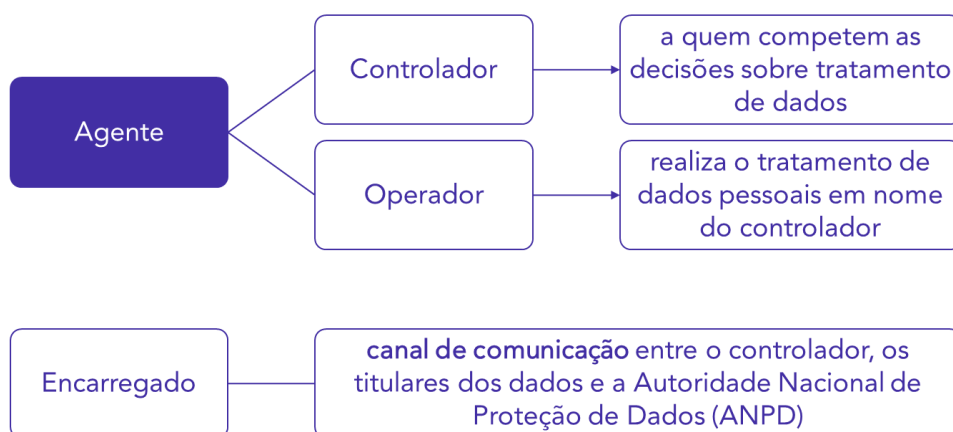 Agente
Controlador
a quem competem as
decisões sobre tratamento
de dados
Operador
realiza o tratamento de
dados pessoais em nome
do controlador
Encarregado
canal de comunicação entre o controlador, os
titulares dos dados e a Autoridade Nacional de
Proteção de Dados (ANPD)